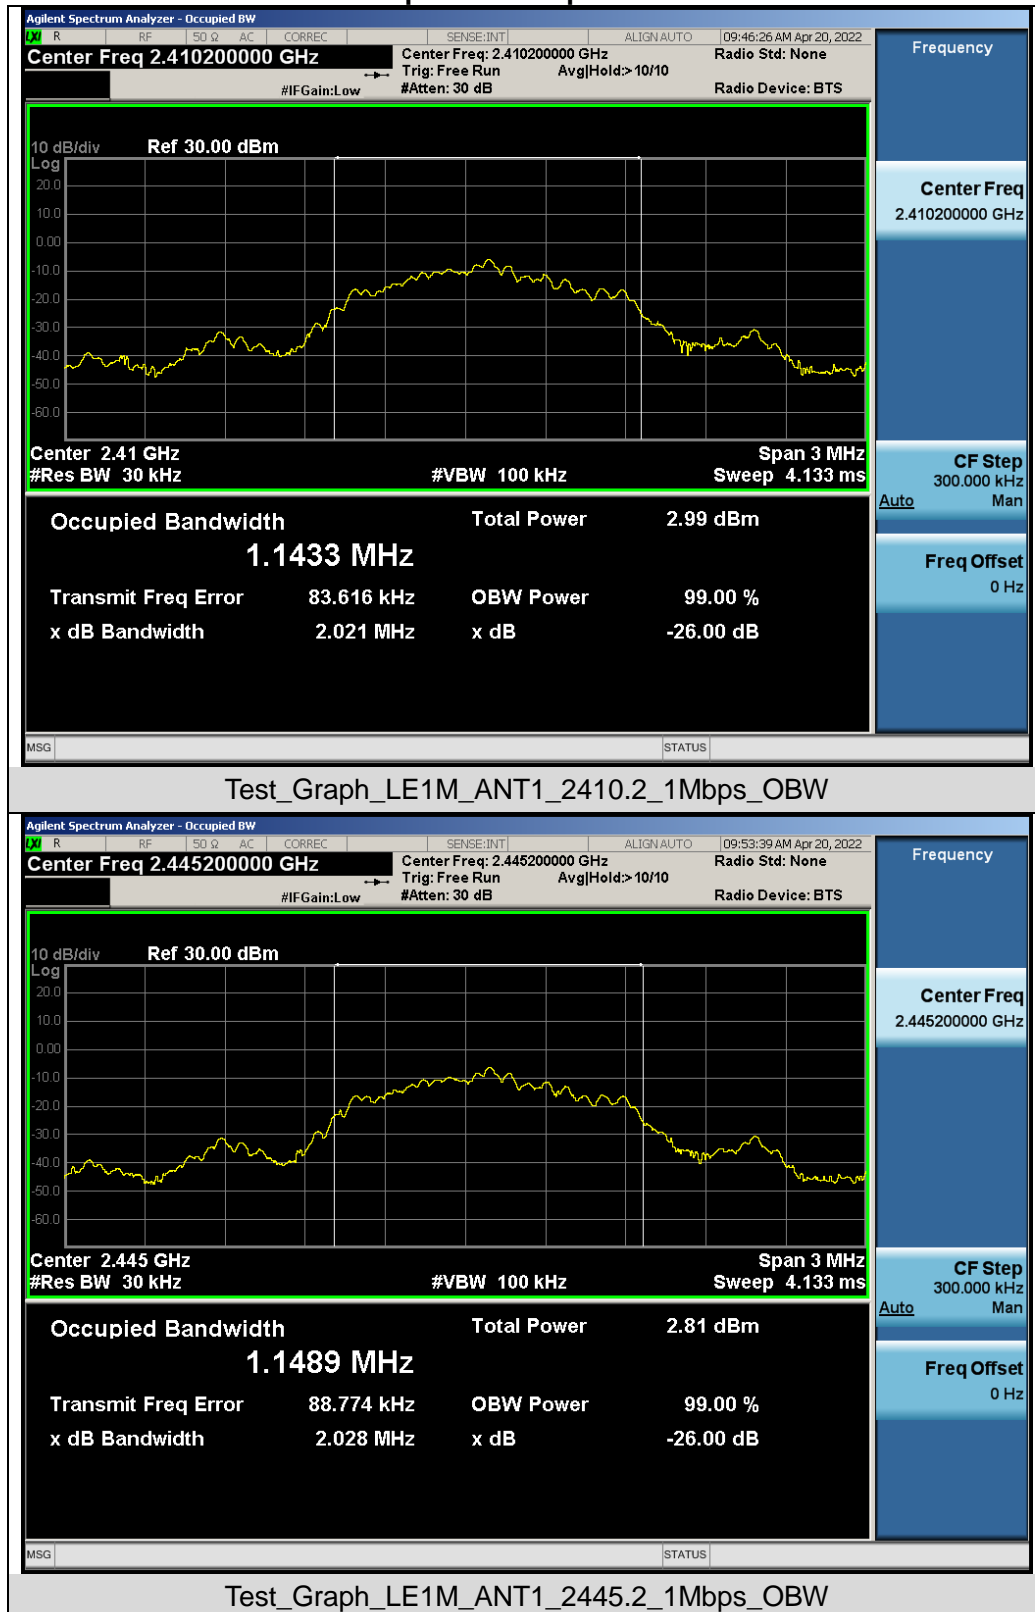 Agilent Spectrum Analyzer - Occupied BW
LXI R RF 50 Ω AC CORREC SENSE:INT ALIGN AUTO 09:46:26 AM Apr 20, 2022
Center Freq 2.410200000 GHz
Center Freq: 2.410200000 GHz
Radio Std: None
Trig: Free Run Avg|Hold:> 10/10
#IFGain:Low #Atten: 30 dB Radio Device: BTS
Frequency
10 dB/div Ref 30.00 dBm
Log
20.0
10.0
0.00
-10.0
-20.0
-30.0
-40.0
-50.0
-60.0
Center 2.41 GHz Span 3 MHz
#Res BW 30 kHz #VBW 100 kHz Sweep 4.133 ms
Center Freq
2.410200000 GHz
CF Step
300.000 kHz
Auto Man
Freq Offset
0 Hz
Occupied Bandwidth Total Power 2.99 dBm
1.1433 MHz
Transmit Freq Error 83.616 kHz OBW Power 99.00 %
x dB Bandwidth 2.021 MHz x dB -26.00 dB
MSG STATUS
Test_Graph_LE1M_ANT1_2410.2_1Mbps_OBW
Agilent Spectrum Analyzer - Occupied BW
LXI R RF 50 Ω AC CORREC SENSE:INT ALIGN AUTO 09:53:39 AM Apr 20, 2022
Center Freq 2.445200000 GHz
Center Freq: 2.445200000 GHz
Radio Std: None
Trig: Free Run Avg|Hold:> 10/10
#IFGain:Low #Atten: 30 dB Radio Device: BTS
Frequency
10 dB/div Ref 30.00 dBm
Log
20.0
10.0
0.00
-10.0
-20.0
-30.0
-40.0
-50.0
-60.0
Center 2.445 GHz Span 3 MHz
#Res BW 30 kHz #VBW 100 kHz Sweep 4.133 ms
Center Freq
2.445200000 GHz
CF Step
300.000 kHz
Auto Man
Freq Offset
0 Hz
Occupied Bandwidth Total Power 2.81 dBm
1.1489 MHz
Transmit Freq Error 88.774 kHz OBW Power 99.00 %
x dB Bandwidth 2.028 MHz x dB -26.00 dB
MSG STATUS
Test_Graph_LE1M_ANT1_2445.2_1Mbps_OBW